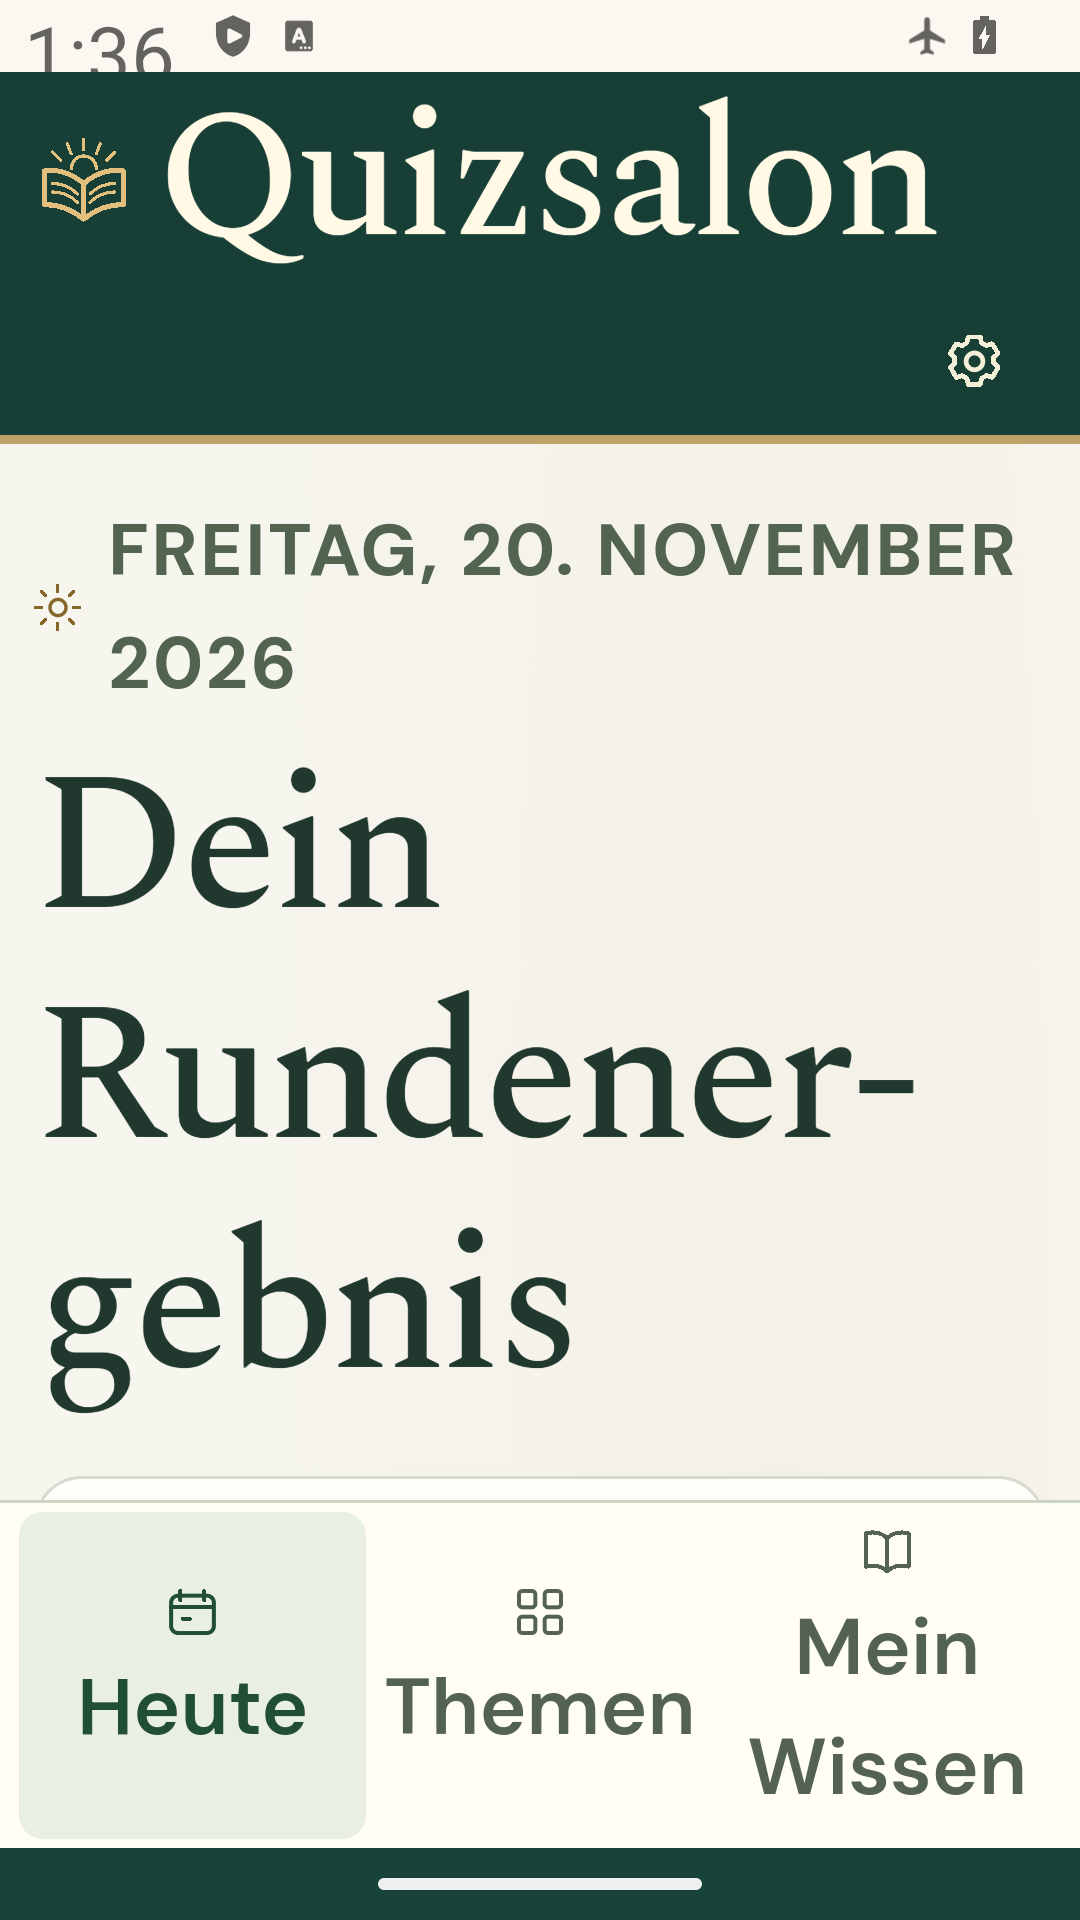 1:36
Quizsalon
FREITAG, 20. NOVEMBER
2026
Dein
Rundener-
gebnis
Heute
Themen
Mein
Wissen